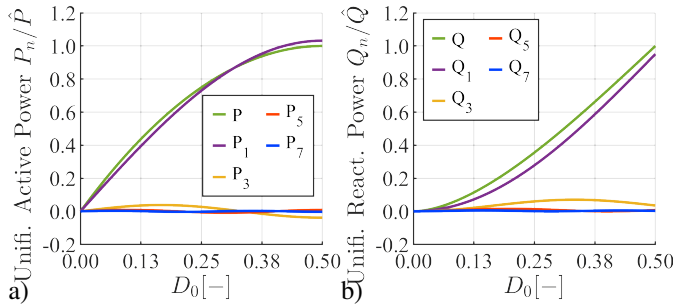 Unifi. Active Power P_n/P̂
1.2
1.0
0.8
0.6
0.4
0.2
0.0
-0.2
P
P_1
P_3
P_5
P_7
0.00 0.13 0.25 0.38 0.50
D_0[−]
a)
Unifi. React. Power Q_n/Q̂
1.2
1.0
0.8
0.6
0.4
0.2
0.0
-0.2
Q
Q_1
Q_3
Q_5
Q_7
0.00 0.13 0.25 0.38 0.50
D_0[−]
b)